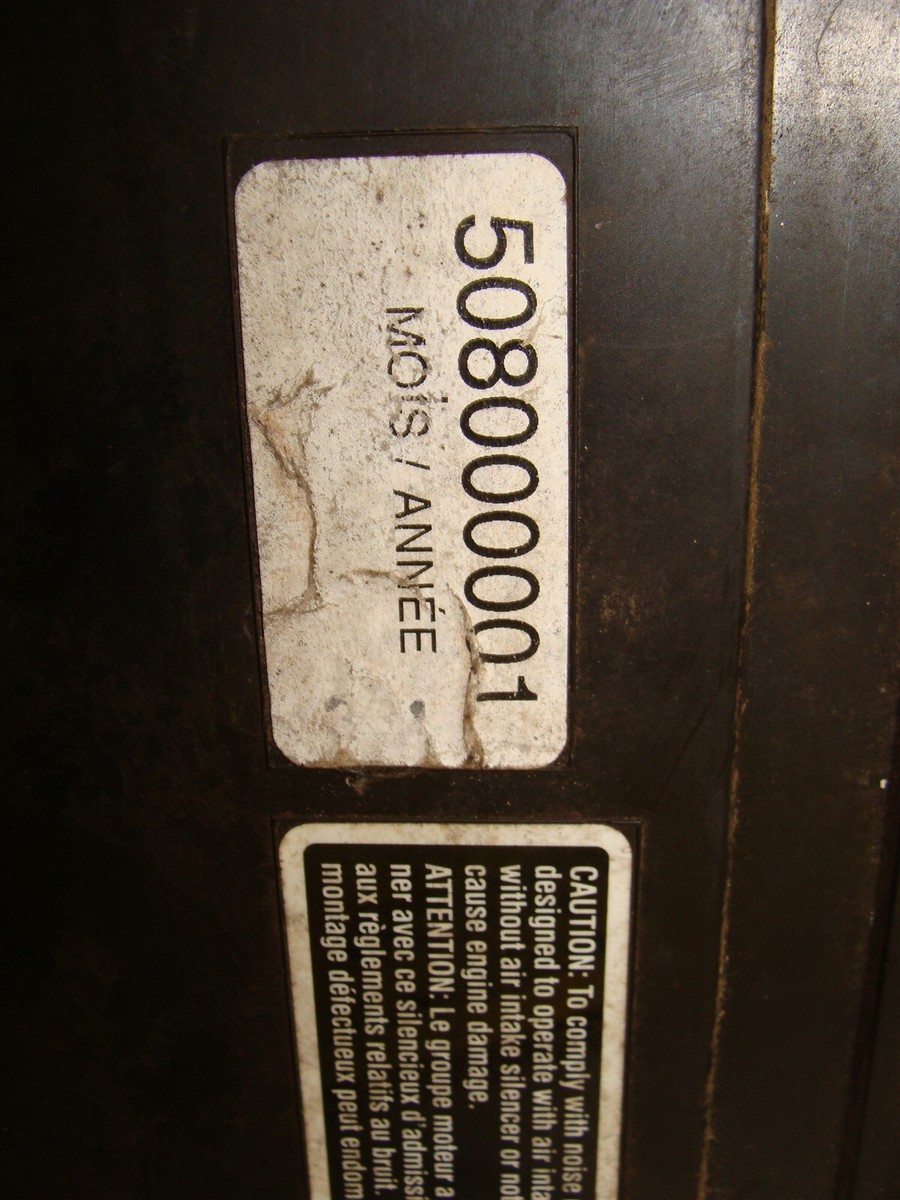 508000001
MOIS / ANNÉE
CAUTION: To comply with noise
designed to operate with air inta
without air intake silencer or not
cause engine damage.
ATTENTION: Le groupe moteur a
ner avec ce silencieux d'admissi
aux règlements relatifs au bruit.
montage défectueux peut endom